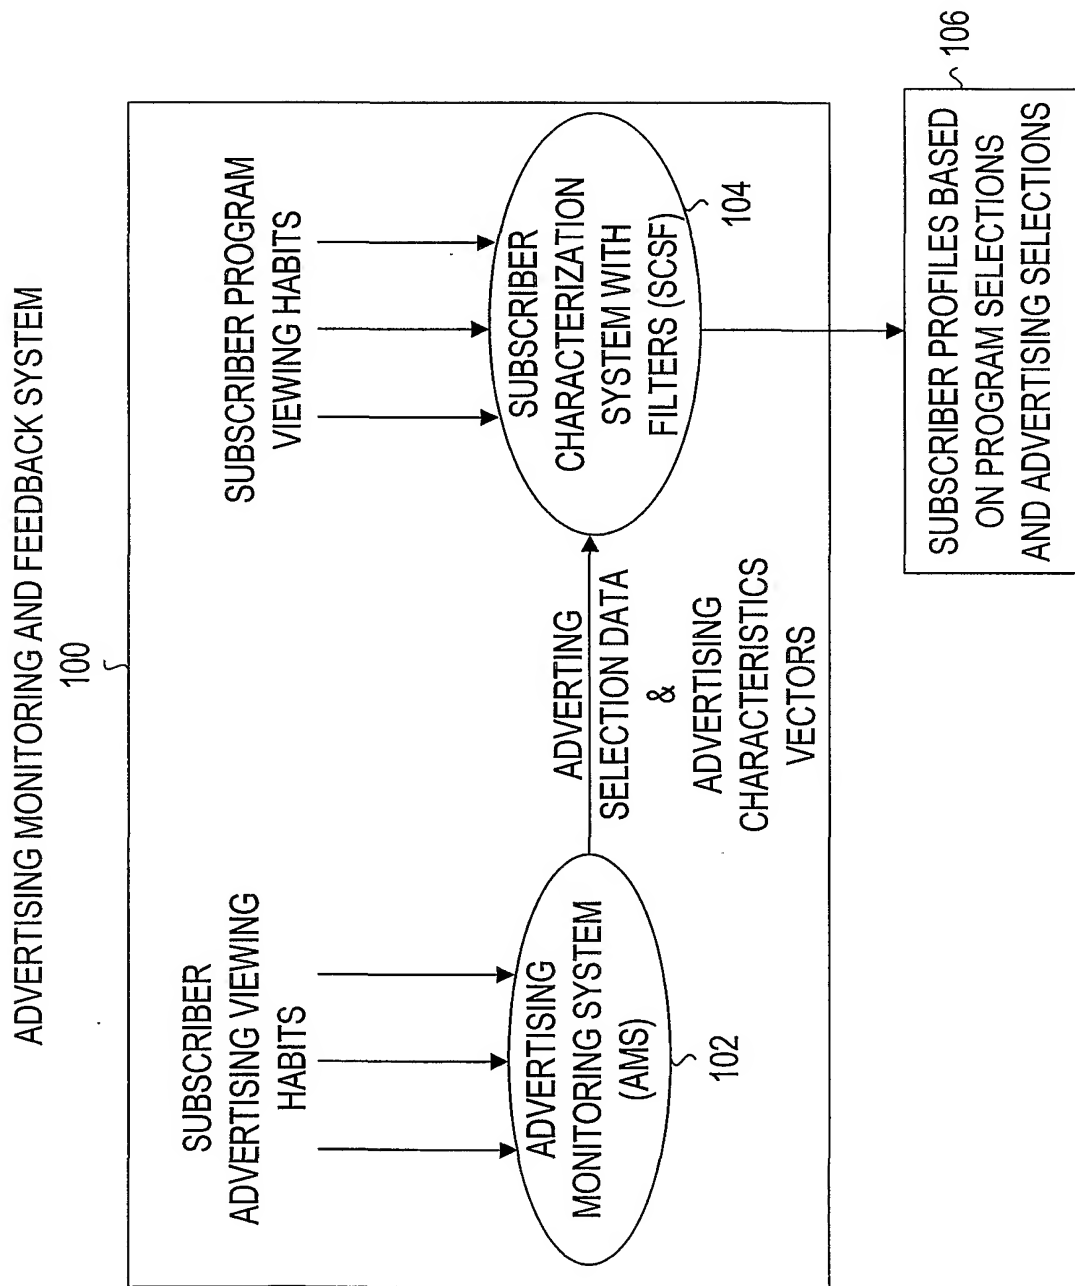 ADVERTISING MONITORING AND FEEDBACK SYSTEM
100
SUBSCRIBER
ADVERTISING VIEWING
HABITS
SUBSCRIBER PROGRAM
VIEWING HABITS
ADVERTISING
MONITORING SYSTEM
(AMS)
102
ADVERTING
SELECTION DATA
&
ADVERTISING
CHARACTERISTICS
VECTORS
SUBSCRIBER
CHARACTERIZATION
SYSTEM WITH
FILTERS (SCSF)
104
SUBSCRIBER PROFILES BASED
ON PROGRAM SELECTIONS
AND ADVERTISING SELECTIONS
106